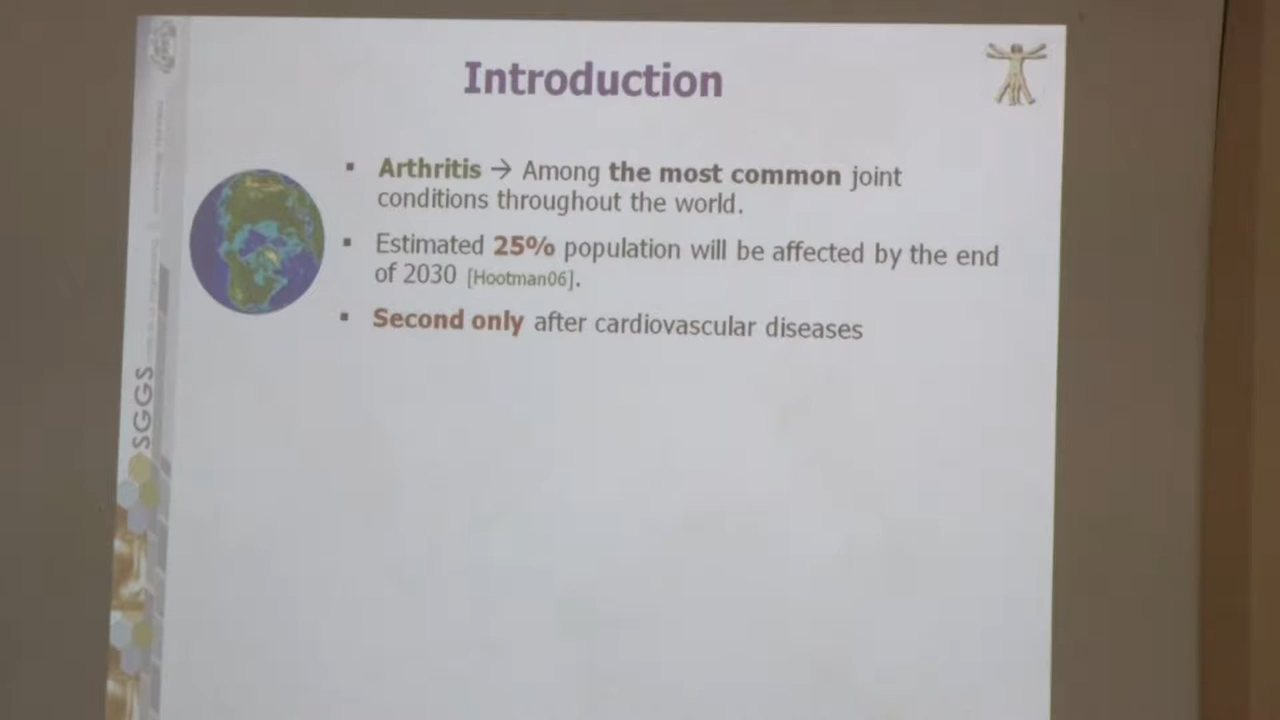 Introduction
▪ Arthritis → Among the most common joint
conditions throughout the world.
▪ Estimated 25% population will be affected by the end
of 2030 [Hootman06].
▪ Second only after cardiovascular diseases
SGGS